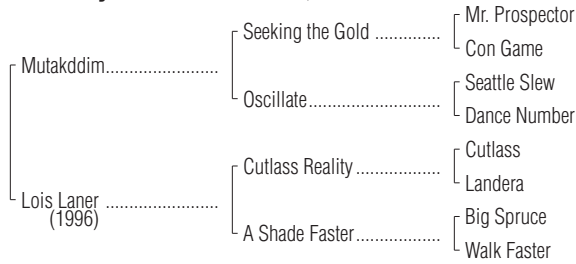 Mr. Prospector
Seeking the Gold ..............
Con Game
Mutakddim........................
Seattle Slew
Oscillate............................
Dance Number
Cutlass
Cutlass Reality ..................
Landera
Lois Laner ........................
(1996)
Big Spruce
A Shade Faster..................
Walk Faster